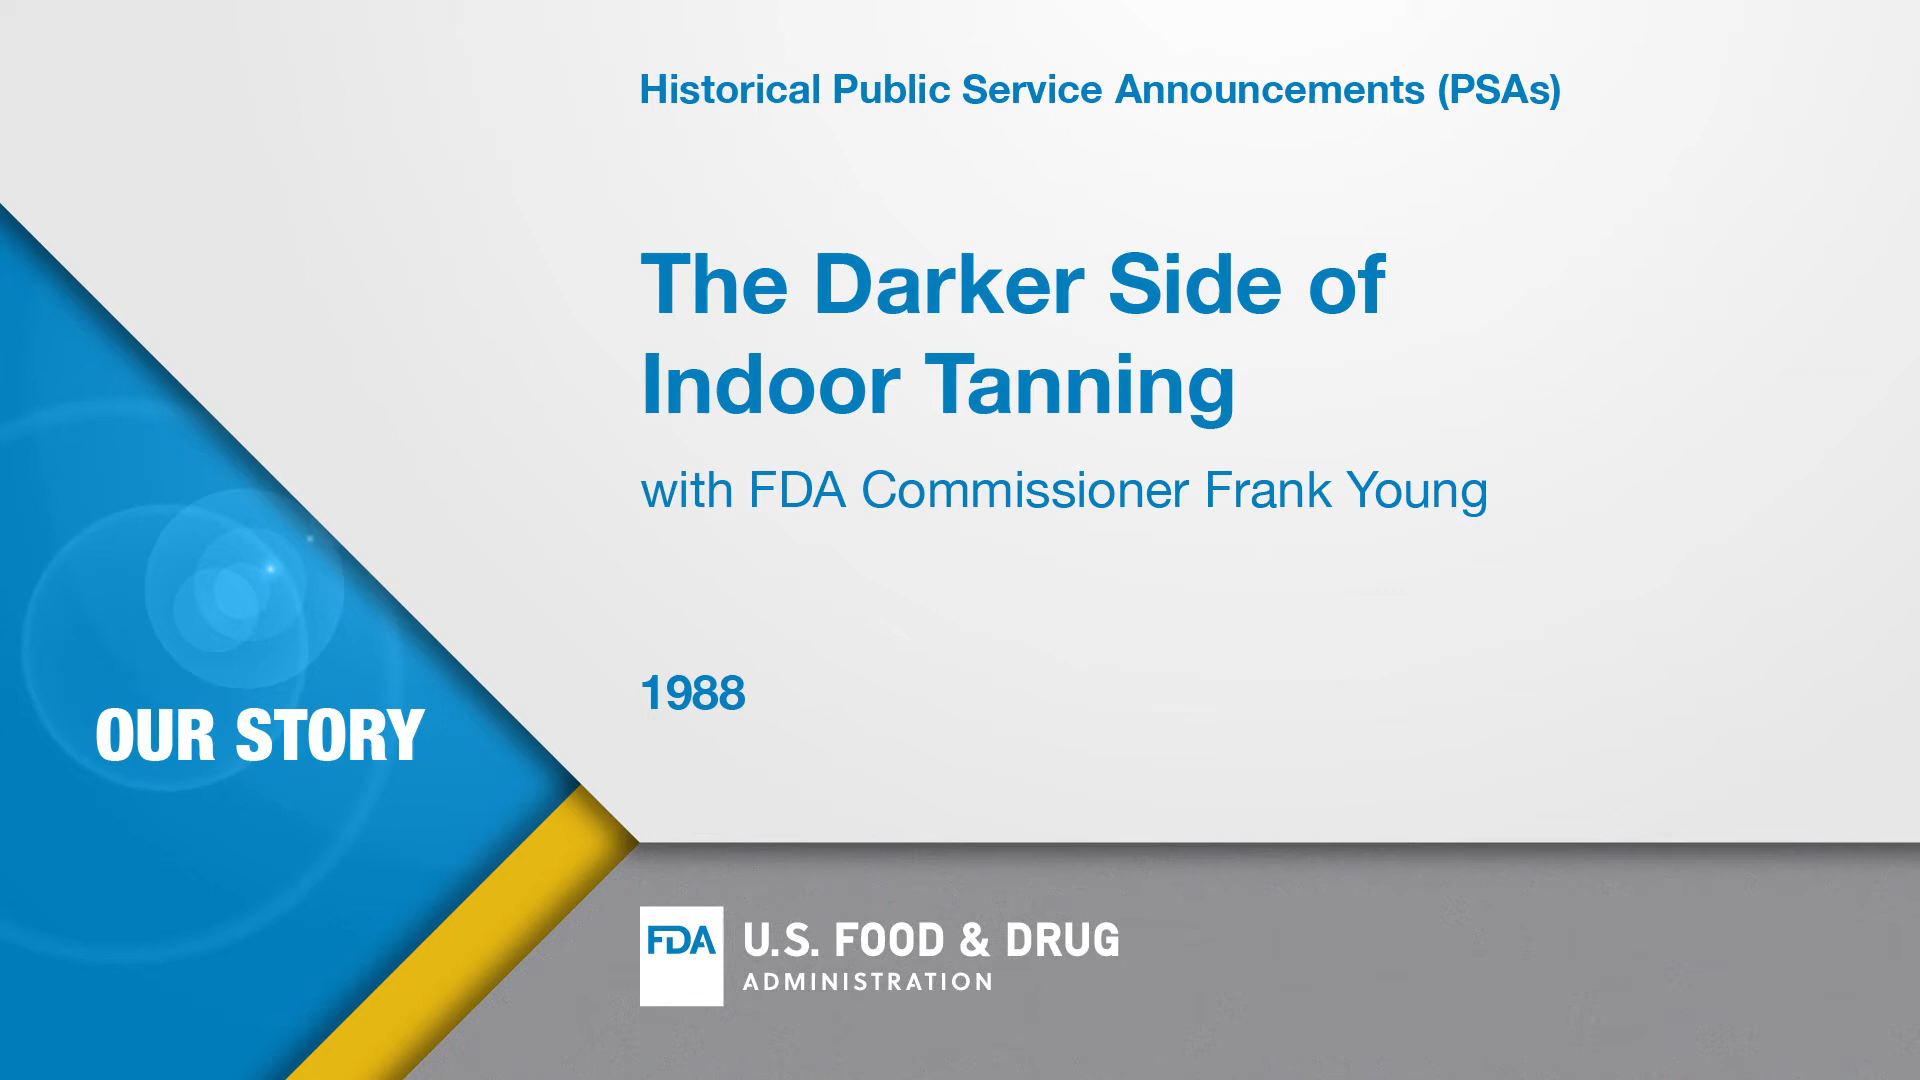 Historical Public Service Announcements (PSAs)
The Darker Side of
Indoor Tanning
with FDA Commissioner Frank Young
1988
OUR STORY
FDA U.S. FOOD & DRUG
ADMINISTRATION